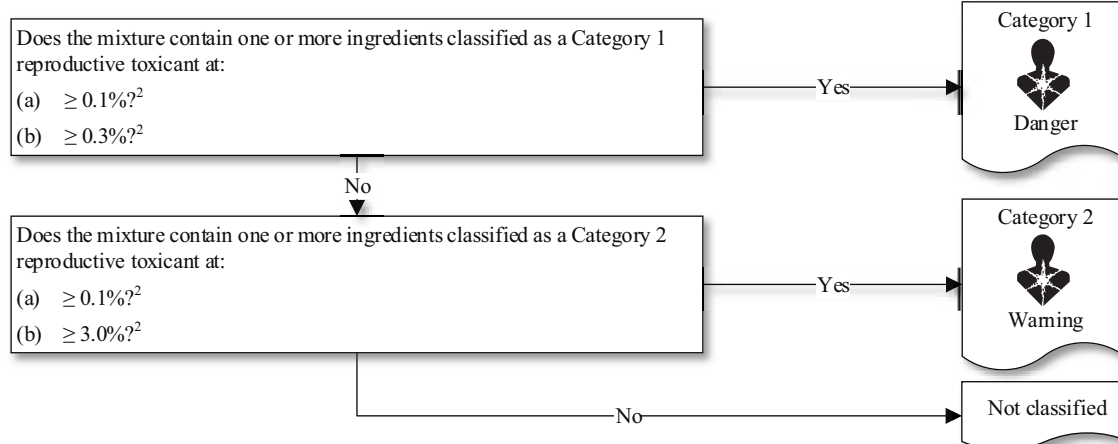 Does the mixture contain one or more ingredients classified as a Category 1
reproductive toxicant at:
(a) ≥ 0.1%?²
(b) ≥ 0.3%?²
Yes
Category 1
Danger
No
Does the mixture contain one or more ingredients classified as a Category 2
reproductive toxicant at:
(a) ≥ 0.1%?²
(b) ≥ 3.0%?²
Yes
Category 2
Warning
No
Not classified